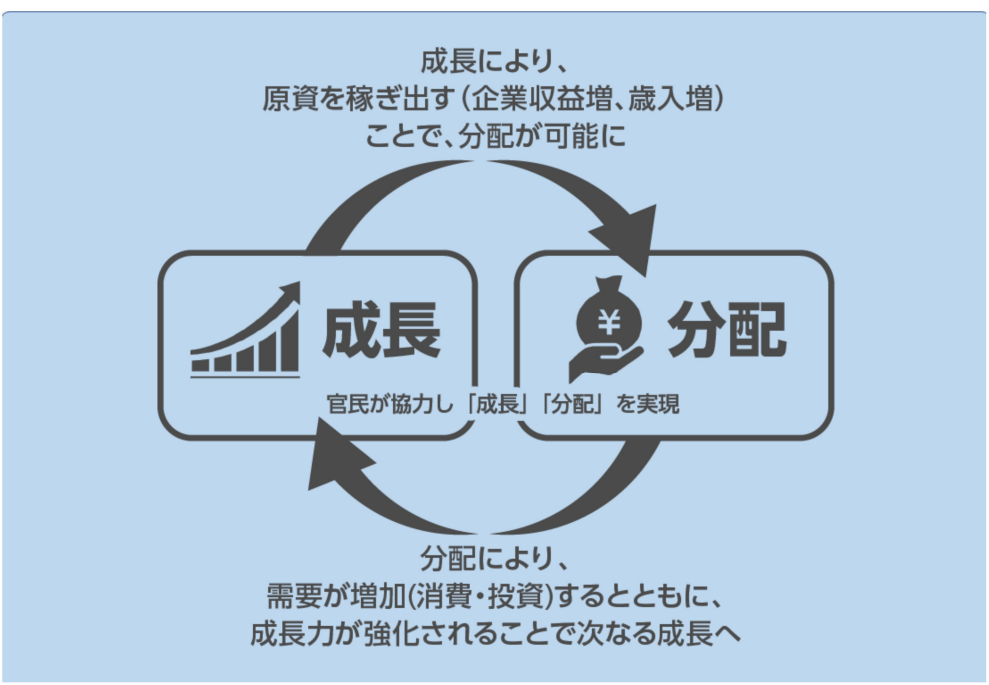 成長により、
原資を稼ぎ出す（企業収益増、歳入増）
ことで、分配が可能に
成長
¥
分配
官民が協力し「成長」「分配」を実現
分配により、
需要が増加(消費・投資)するとともに、
成長力が強化されることで次なる成長へ